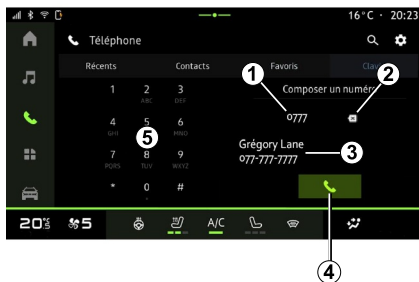 16°C · 20:23
Téléphone
Récents Contacts Favoris Clav
1 2 3 Composer un numéro
ABC DEF
1 2
0777
4 5 6
GHI MNO
5
Grégory Lane
077-777-7777
3
7 8 9
PQRS TUV WXYZ
* 0 #
+
20.5 5 A/C
4